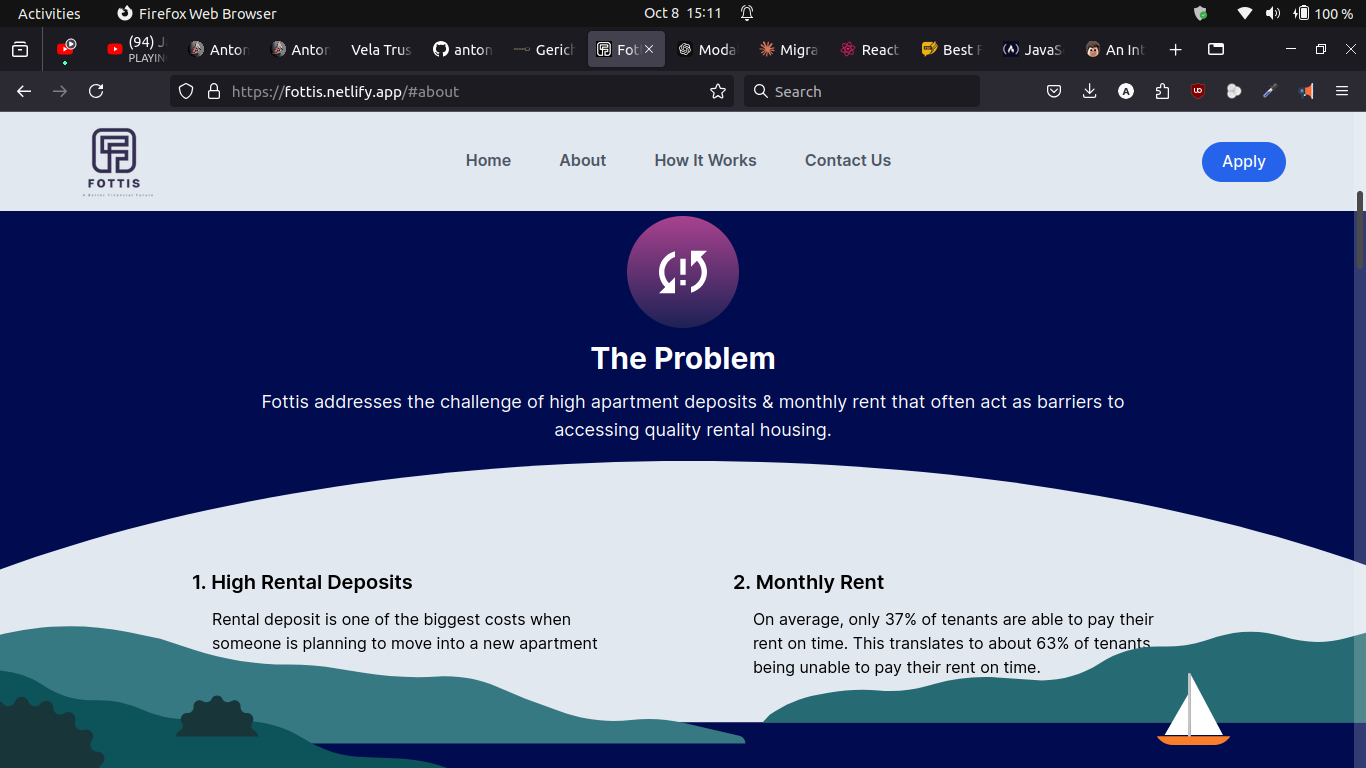 Activities
Firefox Web Browser
Oct 8 15:11
100 %
(94) J
PLAYIN
Anton
Anton
Vela Trus
anton
Gerich
Fot
Moda
Migra
React
Best F
JavaS
An Int
https://fottis.netlify.app/#about
Search
FOTTIS
A Better Financial Future
Home
About
How It Works
Contact Us
Apply
The Problem
Fottis addresses the challenge of high apartment deposits & monthly rent that often act as barriers to
accessing quality rental housing.
1. High Rental Deposits
Rental deposit is one of the biggest costs when
someone is planning to move into a new apartment
2. Monthly Rent
On average, only 37% of tenants are able to pay their
rent on time. This translates to about 63% of tenants
being unable to pay their rent on time.